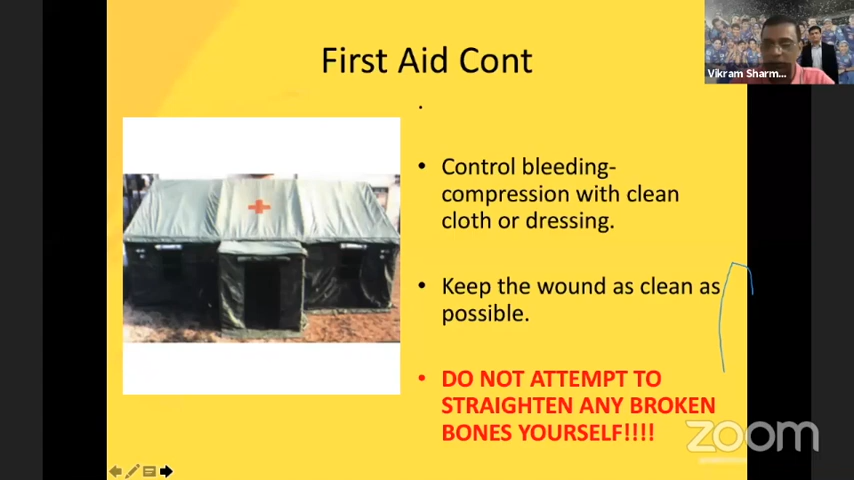 First Aid Cont
Vikram Sharm...
.
• Control bleeding-
compression with clean
cloth or dressing.
• Keep the wound as clean as
possible.
• DO NOT ATTEMPT TO
STRAIGHTEN ANY BROKEN
BONES YOURSELF!!!!
zoom